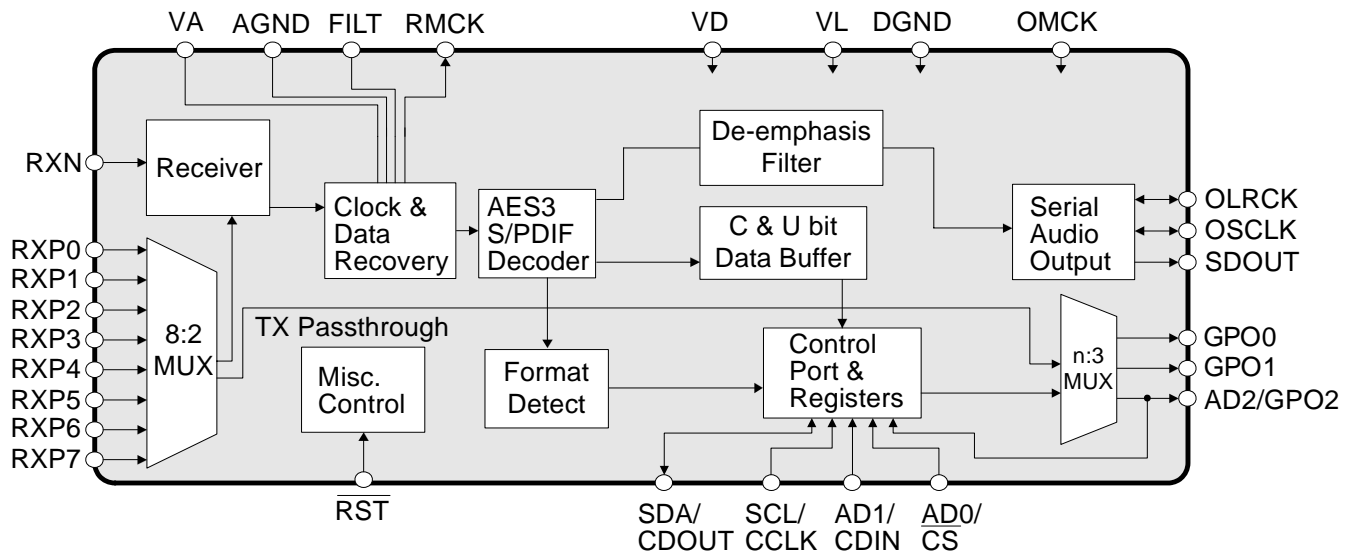 VA AGND FILT RMCK VD VL DGND OMCK
RXN
Receiver
Clock &
Data
Recovery
AES3
S/PDIF
Decoder
De-emphasis
Filter
C & U bit
Data Buffer
Serial
Audio
Output
OLRCK
OSCLK
SDOUT
RXP0
RXP1
RXP2
RXP3
RXP4
RXP5
RXP6
RXP7
8:2
MUX
TX Passthrough
Misc.
Control
Format
Detect
Control
Port &
Registers
n:3
MUX
GPO0
GPO1
AD2/GPO2
RST
SDA/
CDOUT
SCL/
CCLK
AD1/
CDIN
AD0/
CS